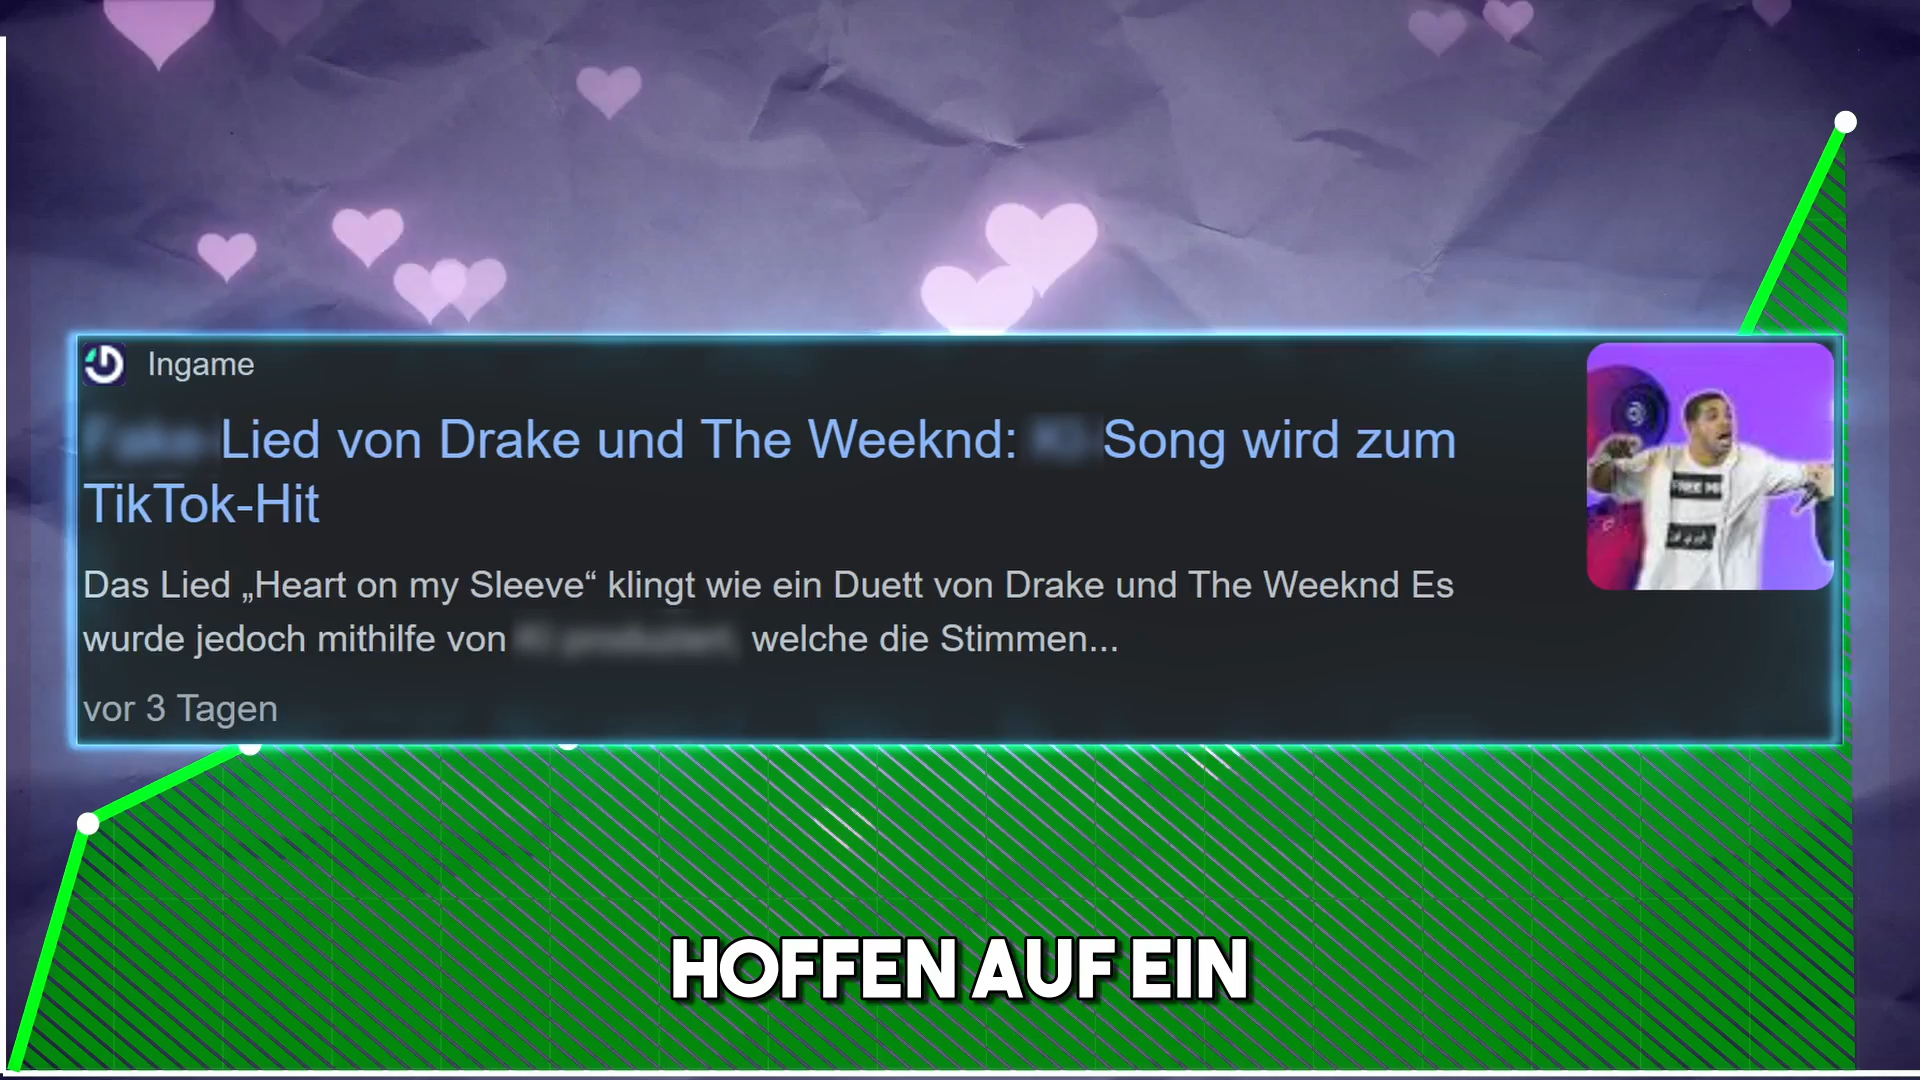 Ingame
Lied von Drake und The Weeknd: Song wird zum
TikTok-Hit
Das Lied „Heart on my Sleeve“ klingt wie ein Duett von Drake und The Weeknd Es
wurde jedoch mithilfe von welche die Stimmen...
vor 3 Tagen
HOFFEN AUF EIN